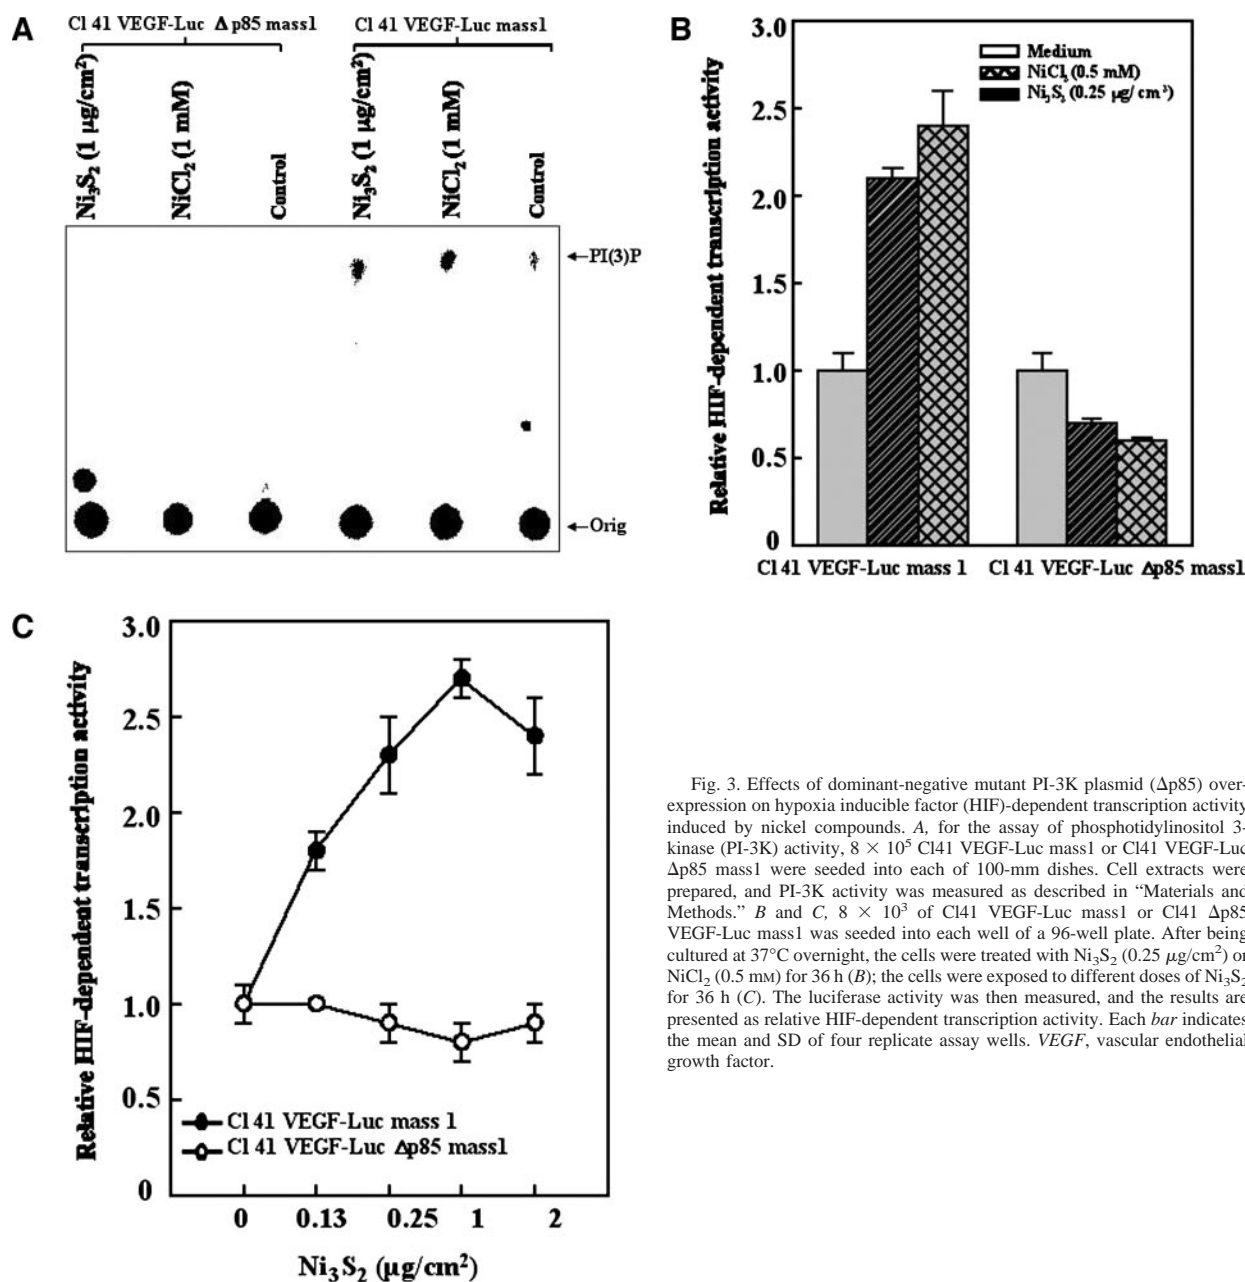 A
Cl 41 VEGF-Luc Δ p85 mass1
Cl 41 VEGF-Luc mass1
Ni₃S₂ (1 μg/cm²)
NiCl₂ (1 mM)
Control
Ni₃S₂ (1 μg/cm²)
NiCl₂ (1 mM)
Control
←PI(3)P
←Orig
B
Relative HIF-dependent transcription activity
3.0
2.5
2.0
1.5
1.0
0.5
0
Medium
NiCl₂ (0.5 mM)
Ni₃S₂ (0.25 μg/cm²)
Cl 41 VEGF-Luc mass 1
Cl 41 VEGF-Luc Δp85 mass1
C
Relative HIF-dependent transcription activity
3.0
2.5
2.0
1.5
1.0
0.5
0
Cl 41 VEGF-Luc mass 1
Cl 41 VEGF-Luc Δp85 mass1
0 0.13 0.25 1 2
Ni₃S₂ (μg/cm²)
Fig. 3. Effects of dominant-negative mutant PI-3K plasmid (Δp85) over-
expression on hypoxia inducible factor (HIF)-dependent transcription activity
induced by nickel compounds. A, for the assay of phosphotidylinositol 3-
kinase (PI-3K) activity, 8 × 10⁵ Cl41 VEGF-Luc mass1 or Cl41 VEGF-Luc
Δp85 mass1 were seeded into each of 100-mm dishes. Cell extracts were
prepared, and PI-3K activity was measured as described in “Materials and
Methods.” B and C, 8 × 10³ of Cl41 VEGF-Luc mass1 or Cl41 Δp85
VEGF-Luc mass1 was seeded into each well of a 96-well plate. After being
cultured at 37°C overnight, the cells were treated with Ni₃S₂ (0.25 μg/cm²) or
NiCl₂ (0.5 mM) for 36 h (B); the cells were exposed to different doses of Ni₃S₂
for 36 h (C). The luciferase activity was then measured, and the results are
presented as relative HIF-dependent transcription activity. Each bar indicates
the mean and SD of four replicate assay wells. VEGF, vascular endothelial
growth factor.